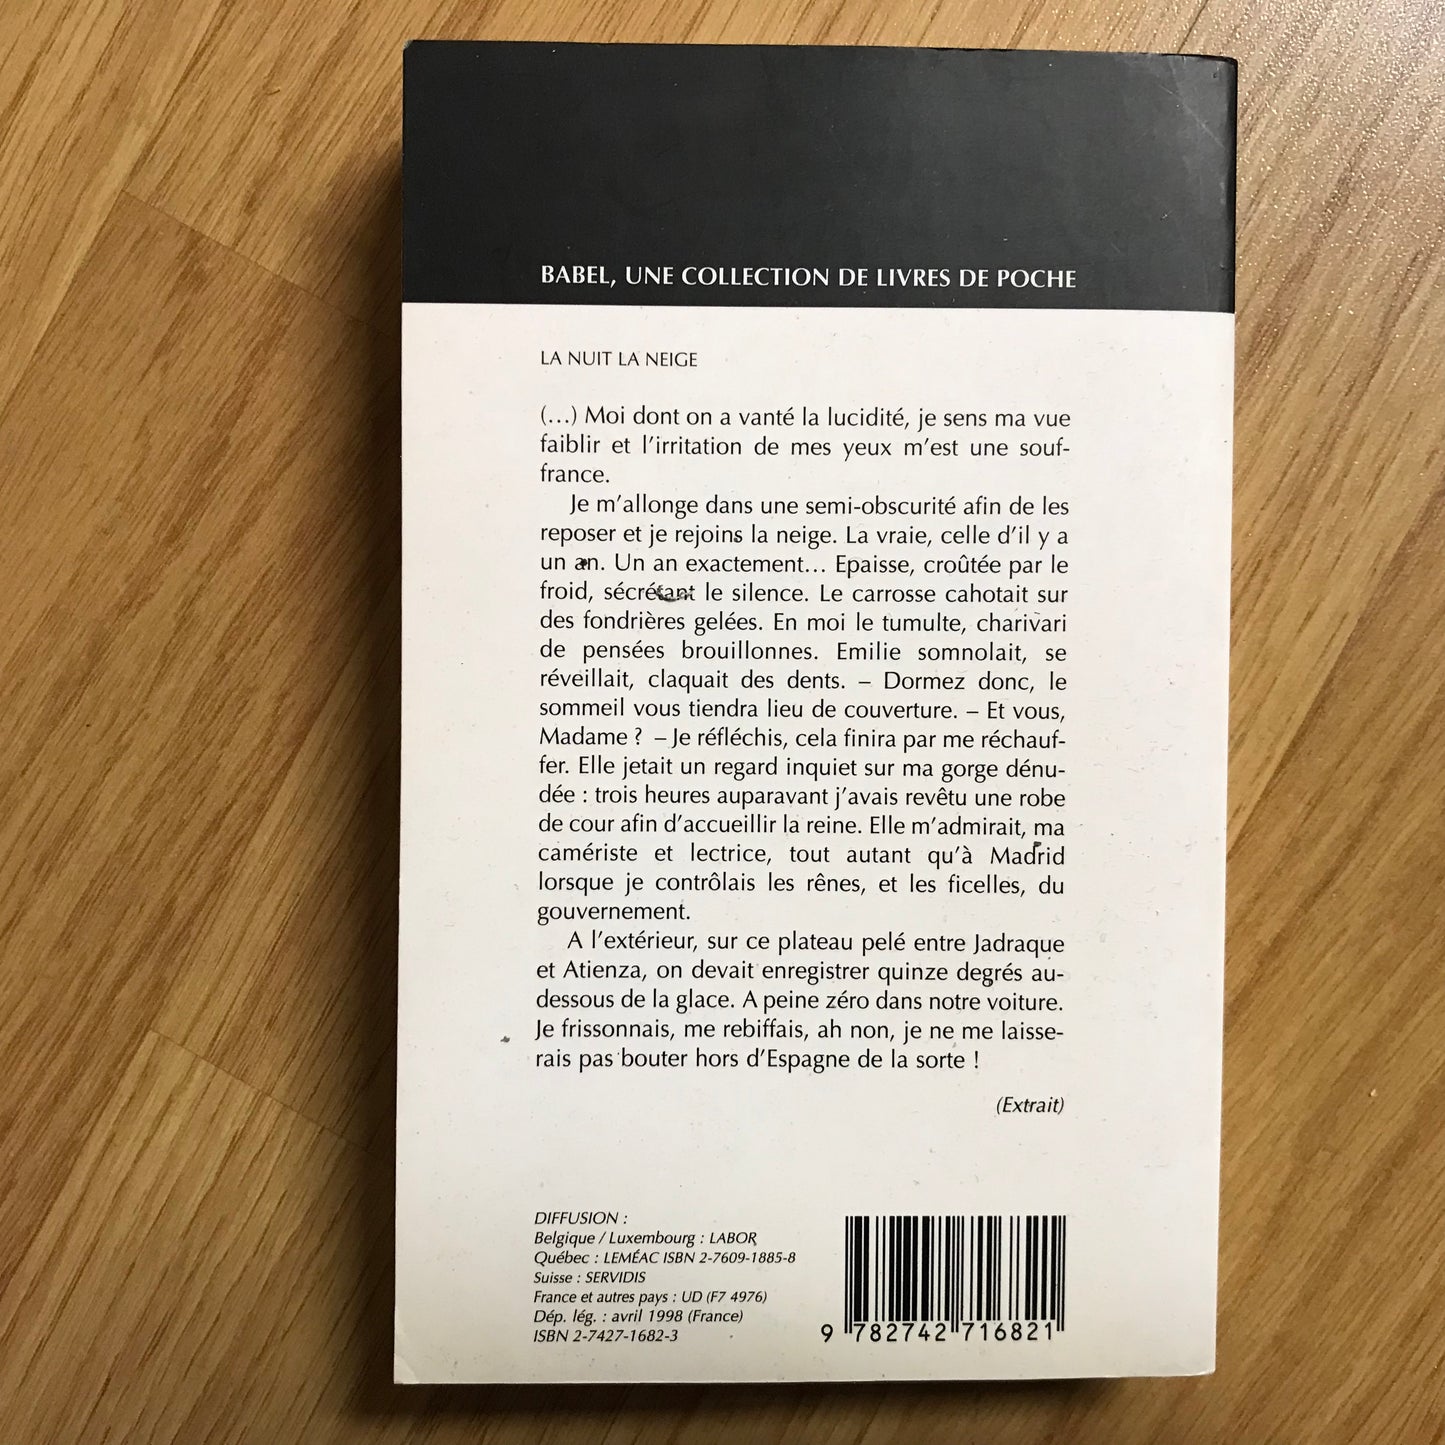 BABEL, UNE COLLECTION DE LIVRES DE POCHE
LA NUIT LA NEIGE
(...) Moi dont on a vanté la lucidité, je sens ma vue
faiblir et l'irritation de mes yeux m'est une souf-
france.
Je m'allonge dans une semi-obscurité afin de les
reposer et je rejoins la neige. La vraie, celle d'il y a
un an. Un an exactement... Epaisse, croûtée par le
froid, sécrétant le silence. Le carrosse cahotait sur
des fondrières gelées. En moi le tumulte, charivari
de pensées brouillonnes. Emilie somnolait, se
réveillait, claquait des dents. – Dormez donc, le
sommeil vous tiendra lieu de couverture. – Et vous,
Madame ? – Je réfléchis, cela finira par me réchauf-
fer. Elle jetait un regard inquiet sur ma gorge dénu-
dée : trois heures auparavant j'avais revêtu une robe
de cour afin d'accueillir la reine. Elle m'admirait, ma
camériste et lectrice, tout autant qu'à Madrid
lorsque je contrôlais les rênes, et les ficelles, du
gouvernement.
A l'extérieur, sur ce plateau pelé entre Jadraque
et Atienza, on devait enregistrer quinze degrés au-
dessous de la glace. A peine zéro dans notre voiture.
Je frissonnais, me rebiffais, ah non, je ne me laisse-
rais pas bouter hors d'Espagne de la sorte !
(Extrait)
DIFFUSION :
Belgique / Luxembourg : LABOR
Québec : LEMÉAC ISBN 2-7609-1885-8
Suisse : SERVIDIS
France et autres pays : UD (F7 4976)
Dép. lég. : avril 1998 (France)
ISBN 2-7427-1682-3
9 782742 716821